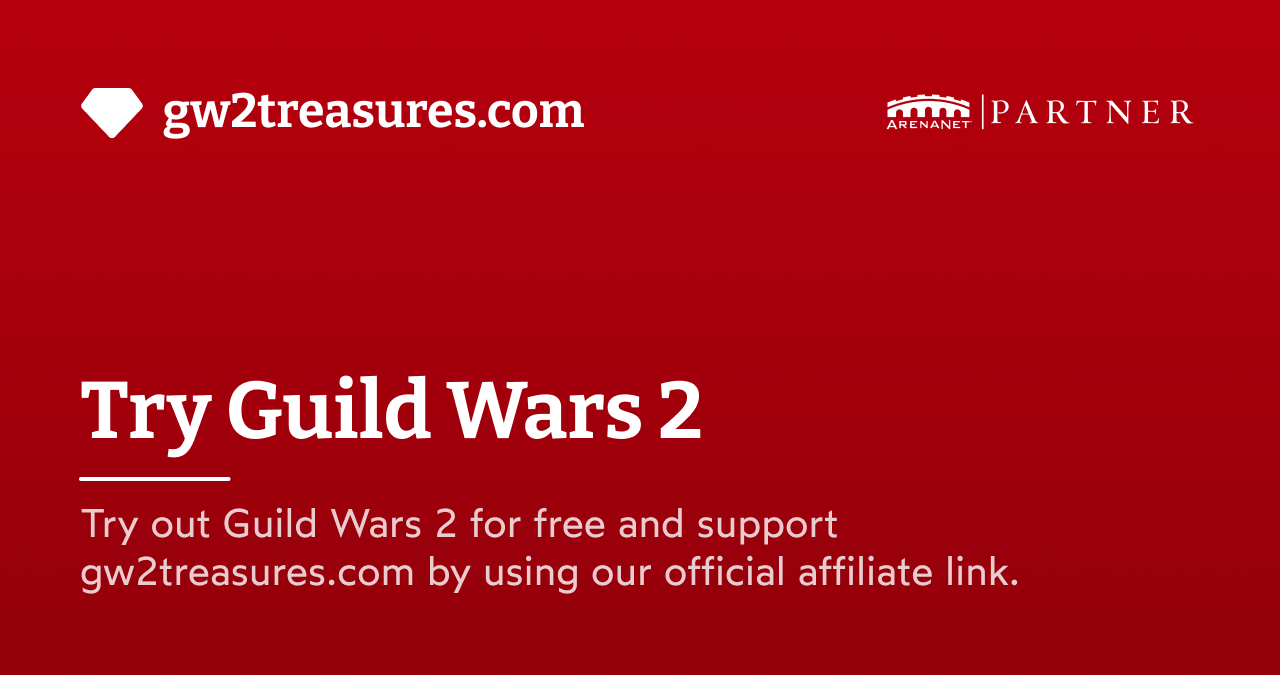 gw2treasures.com
ARENANET | PARTNER
Try Guild Wars 2
Try out Guild Wars 2 for free and support
gw2treasures.com by using our official affiliate link.